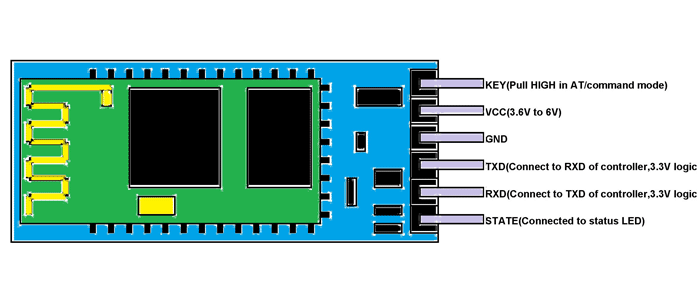 KEY(Pull HIGH in AT/command mode)
VCC(3.6V to 6V)
GND
TXD(Connect to RXD of controller,3.3V logic
RXD(Connect to TXD of controller,3.3V logic
STATE(Connected to status LED)